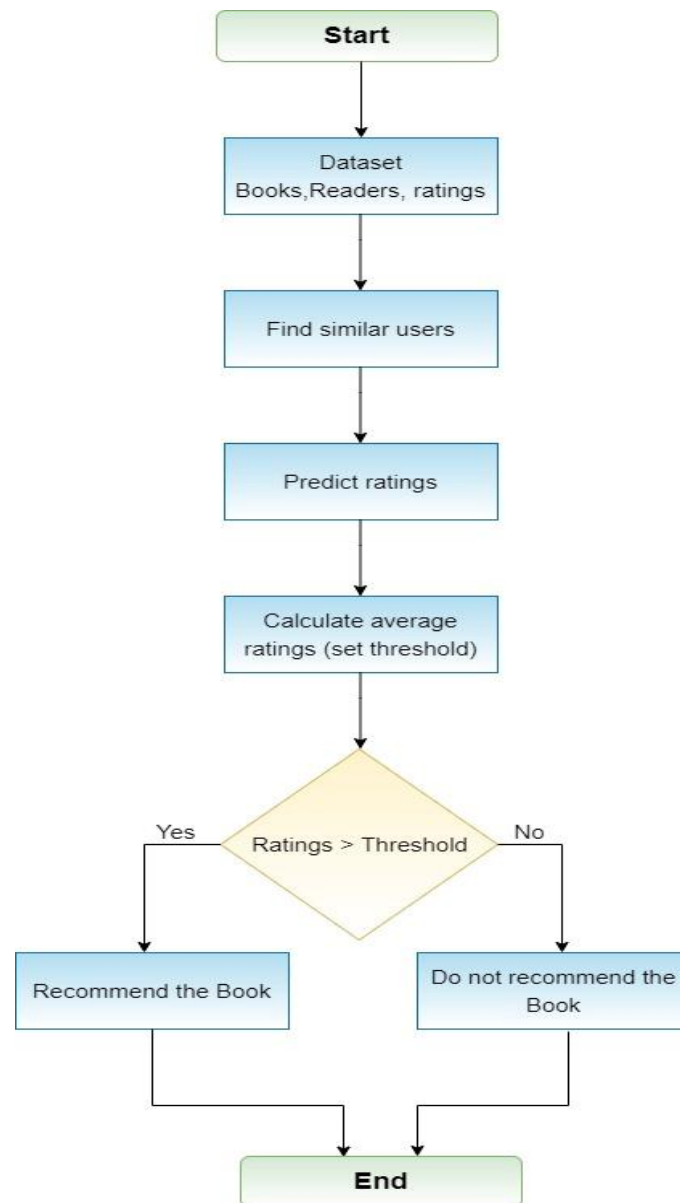 Start
Dataset
Books,Readers, ratings
Find similar users
Predict ratings
Calculate average
ratings (set threshold)
Ratings > Threshold
Yes
No
Recommend the Book
Do not recommend the
Book
End